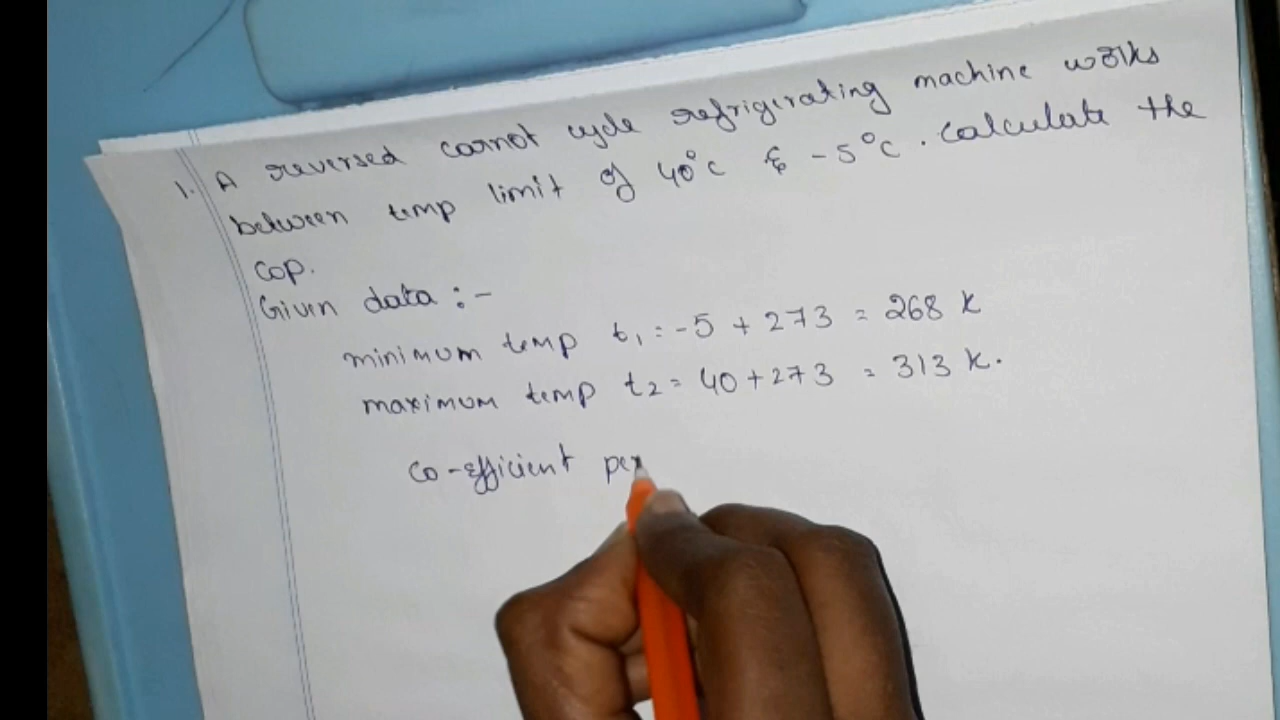 1. A reversed carnot cycle refrigerating machine works
between temp limit of 40°c & -5°c. calculate the
cop.
Given data :-
minimum temp t₁ = -5 + 273 = 268 k
maximum temp t₂ = 40 + 273 = 313 k.
co-efficient per